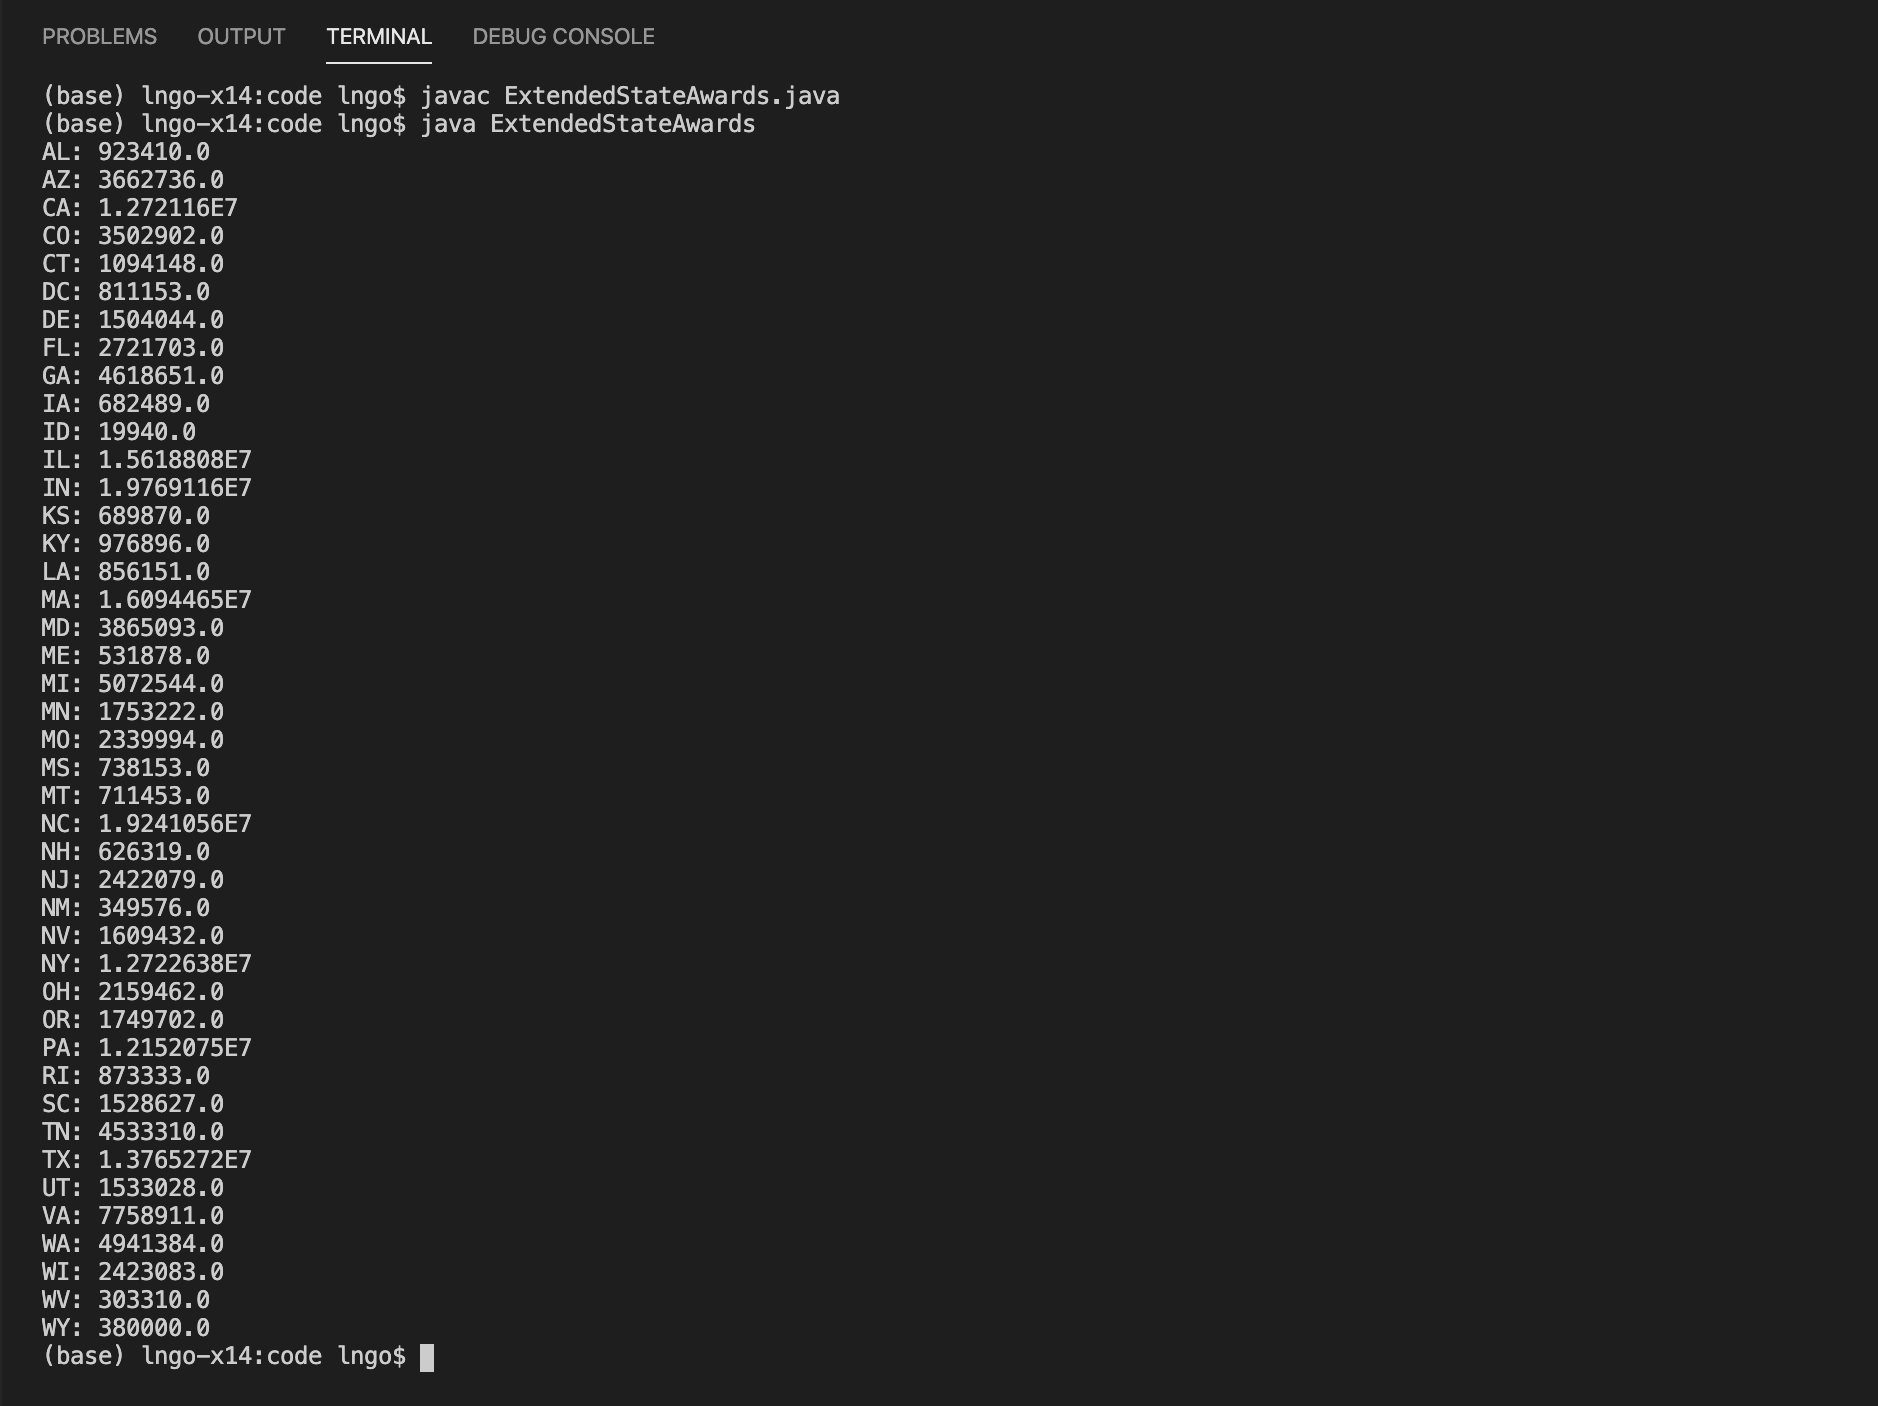 PROBLEMS OUTPUT TERMINAL DEBUG CONSOLE
(base) lngo-x14:code lngo$ javac ExtendedStateAwards.java
(base) lngo-x14:code lngo$ java ExtendedStateAwards
AL: 923410.0
AZ: 3662736.0
CA: 1.272116E7
CO: 3502902.0
CT: 1094148.0
DC: 811153.0
DE: 1504044.0
FL: 2721703.0
GA: 4618651.0
IA: 682489.0
ID: 19940.0
IL: 1.5618808E7
IN: 1.9769116E7
KS: 689870.0
KY: 976896.0
LA: 856151.0
MA: 1.6094465E7
MD: 3865093.0
ME: 531878.0
MI: 5072544.0
MN: 1753222.0
MO: 2339994.0
MS: 738153.0
MT: 711453.0
NC: 1.9241056E7
NH: 626319.0
NJ: 2422079.0
NM: 349576.0
NV: 1609432.0
NY: 1.2722638E7
OH: 2159462.0
OR: 1749702.0
PA: 1.2152075E7
RI: 873333.0
SC: 1528627.0
TN: 4533310.0
TX: 1.3765272E7
UT: 1533028.0
VA: 7758911.0
WA: 4941384.0
WI: 2423083.0
WV: 303310.0
WY: 380000.0
(base) lngo-x14:code lngo$